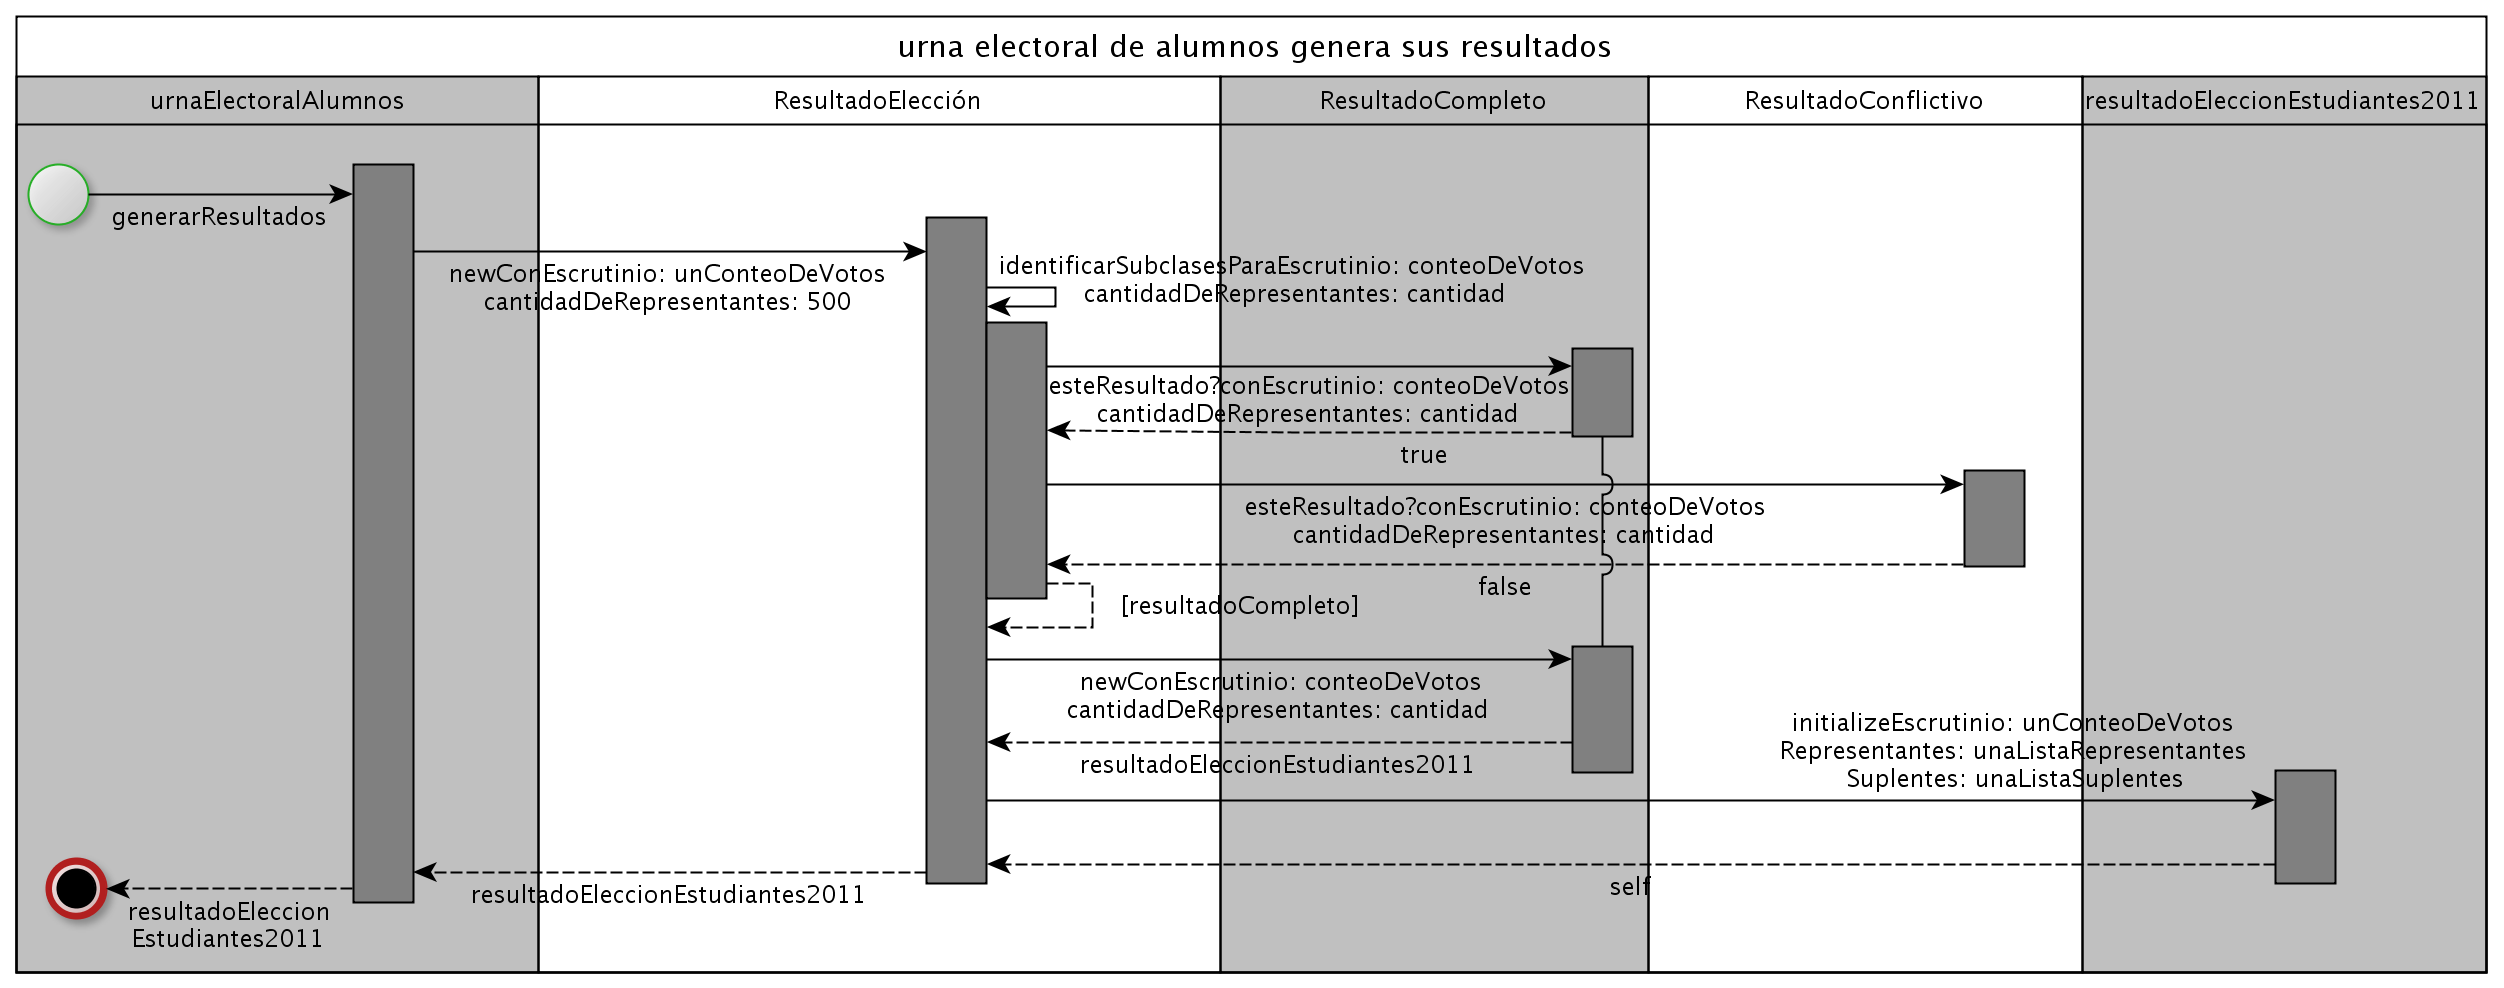 urna electoral de alumnos genera sus resultados
urnaElectoralAlumnos
ResultadoElección
ResultadoCompleto
ResultadoConflictivo
resultadoEleccionEstudiantes2011
generarResultados
newConEscrutinio: unConteoDeVotos
cantidadDeRepresentantes: 500
identificarSubclasesParaEscrutinio: conteoDeVotos
cantidadDeRepresentantes: cantidad
esteResultado?conEscrutinio: conteoDeVotos
cantidadDeRepresentantes: cantidad
true
esteResultado?conEscrutinio: conteoDeVotos
cantidadDeRepresentantes: cantidad
false
[resultadoCompleto]
newConEscrutinio: conteoDeVotos
cantidadDeRepresentantes: cantidad
resultadoEleccionEstudiantes2011
initializeEscrutinio: unConteoDeVotos
Representantes: unaListaRepresentantes
Suplentes: unaListaSuplentes
self
resultadoEleccionEstudiantes2011
resultadoEleccion
Estudiantes2011